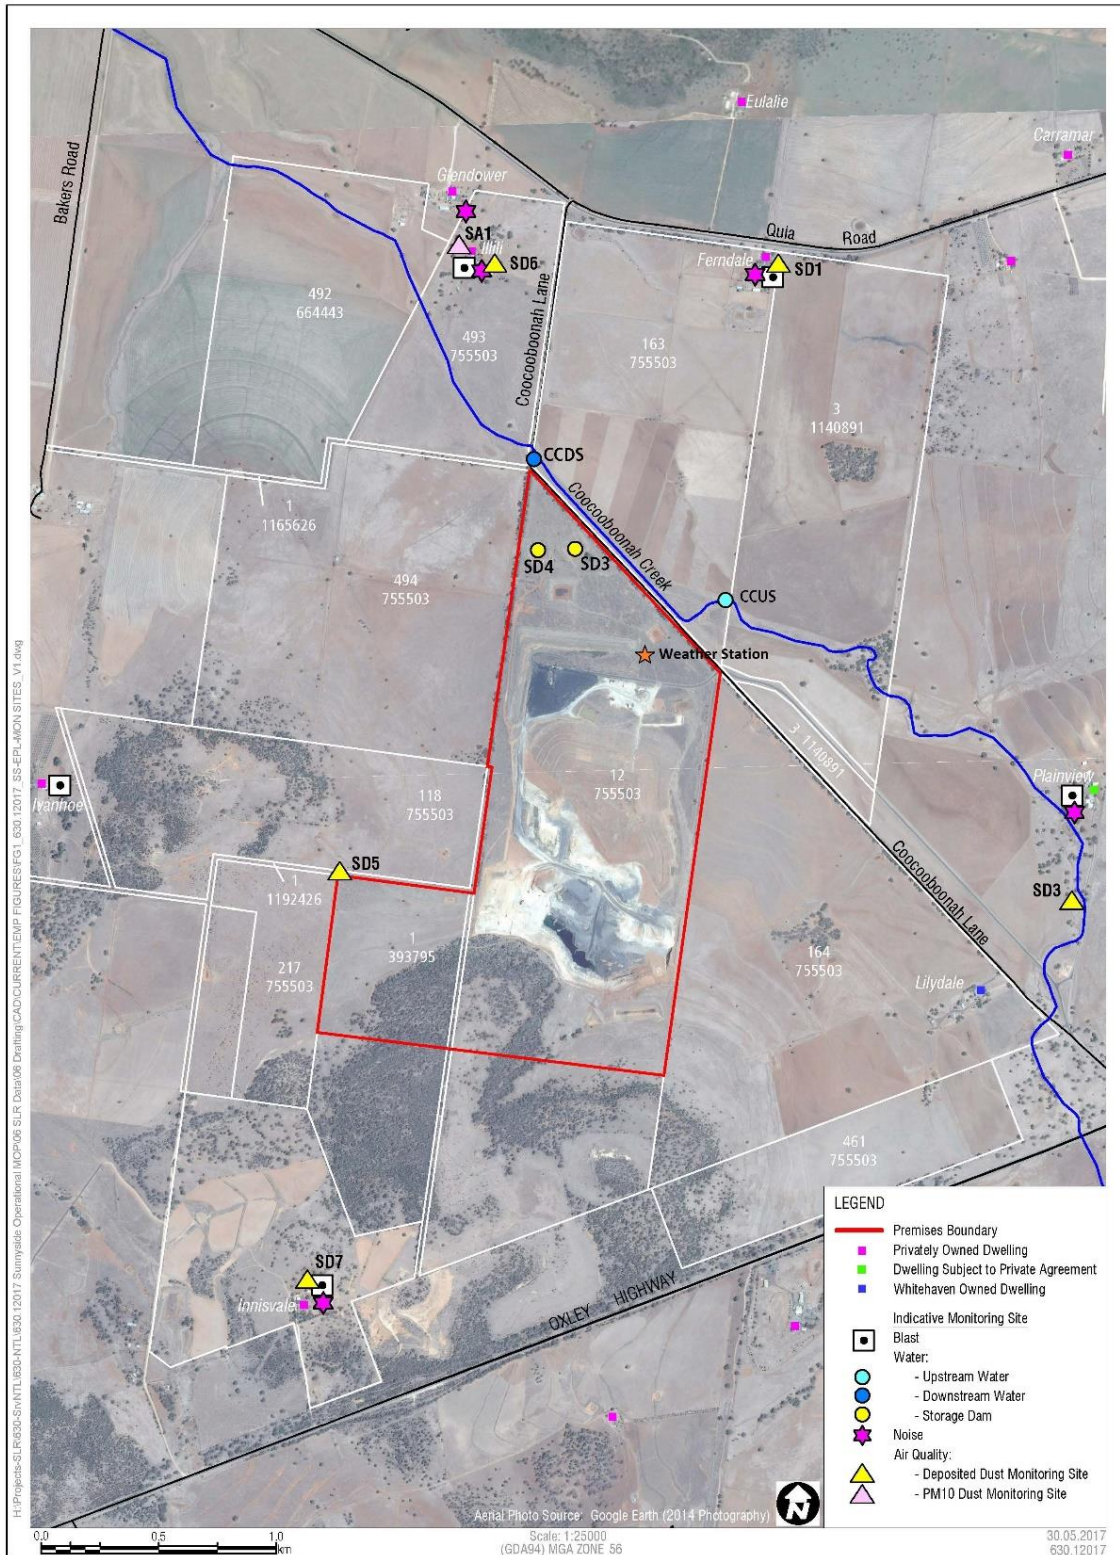 Eulalie
Carramar
Bakers Road
Glendower
Quia Road
SA1
Illili
SD6
Ferndale
SD1
492
664443
493
755503
Coocooboonah Lane
163
755503
3
1140891
CCDS
1
1165626
Coocooboonah Creek
SD4
SD3
494
755503
CCUS
Weather Station
3 1140891
12
755503
Plainview
Ivanhoe
118
755503
SD5
1
1192426
Coocooboonah Lane
SD3
1
393795
217
755503
164
755503
Lilydale
461
755503
SD7
Innisvale
OXLEY HIGHWAY
LEGEND
Premises Boundary
Privately Owned Dwelling
Dwelling Subject to Private Agreement
Whitehaven Owned Dwelling
Indicative Monitoring Site
Blast
Water:
- Upstream Water
- Downstream Water
- Storage Dam
Noise
Air Quality:
- Deposited Dust Monitoring Site
- PM10 Dust Monitoring Site
N
Aerial Photo Source: Google Earth (2014 Photography)
0.0 0.5 1.0
km
Scale: 1:25000
(GDA94) MGA ZONE 56
30.05.2017
630.12017